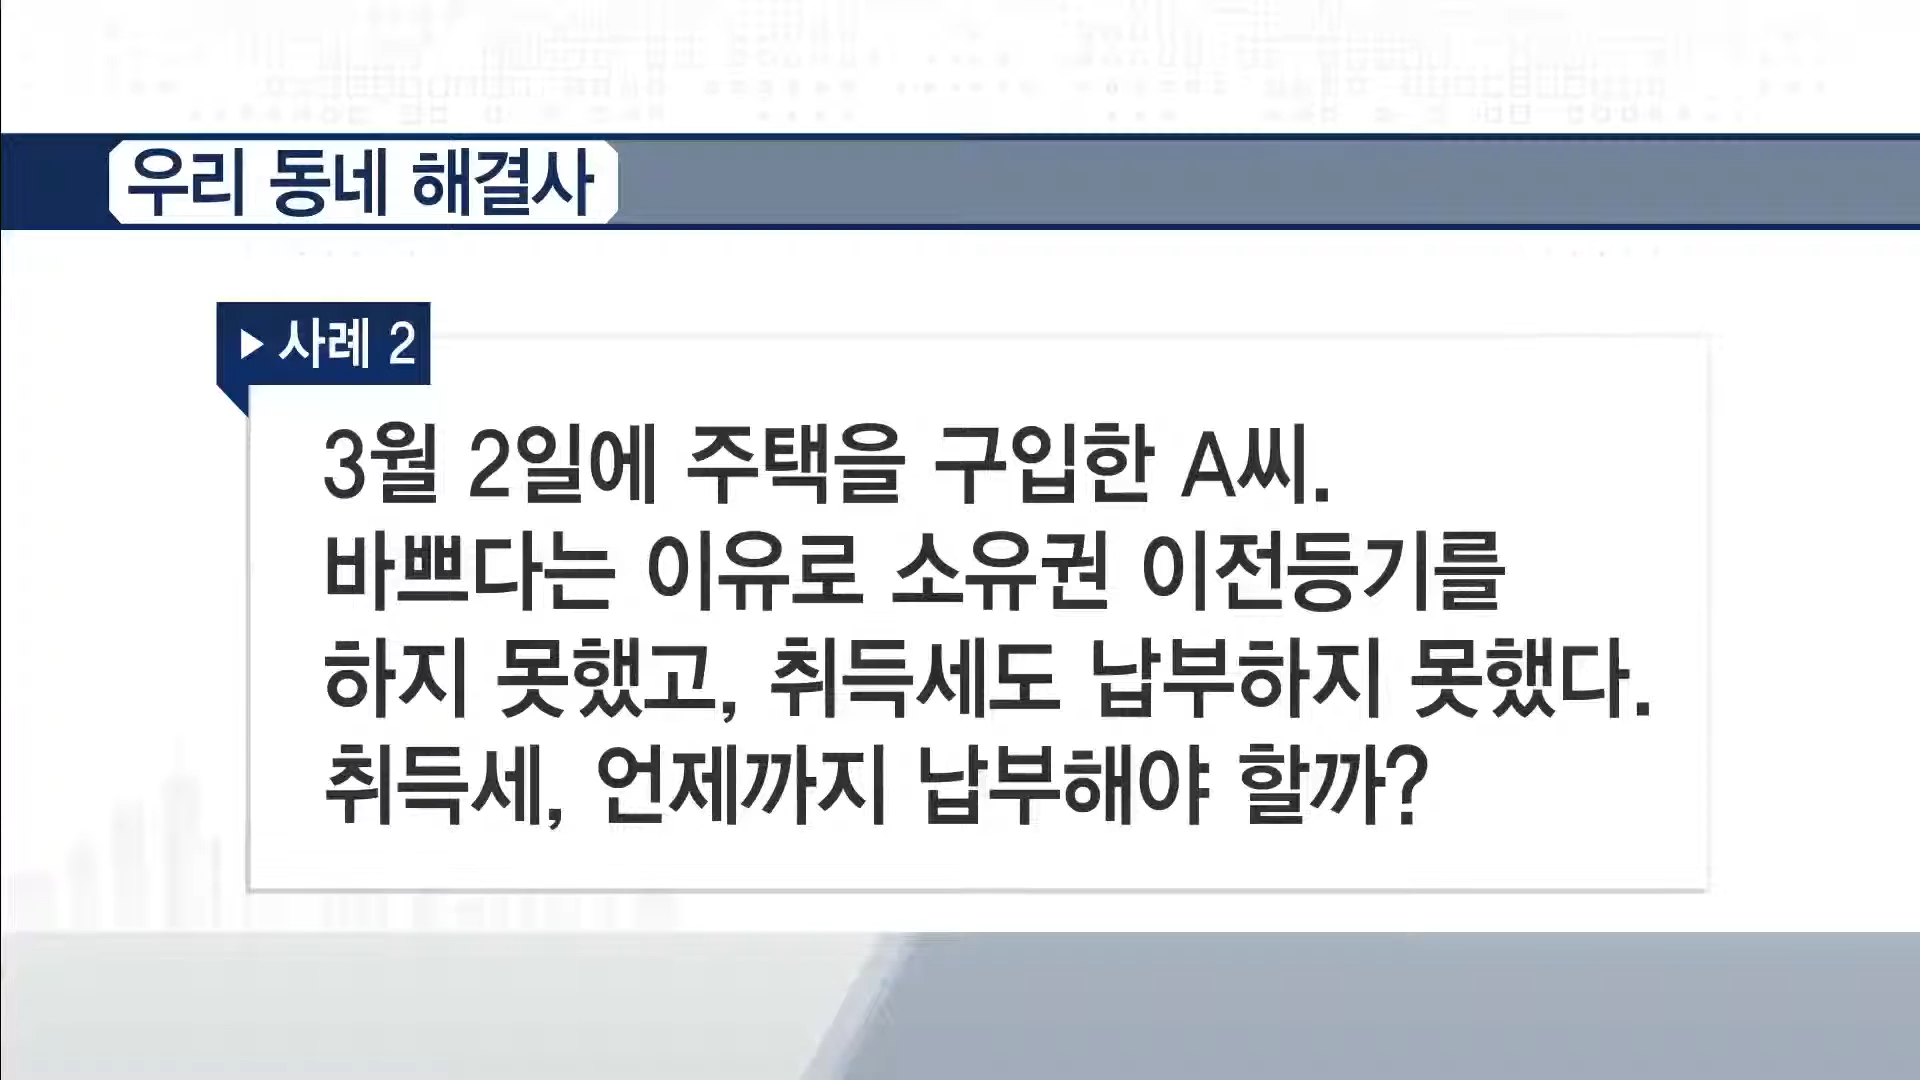 우리 동네 해결사
▶ 사례 2
3월 2일에 주택을 구입한 A씨.
바쁘다는 이유로 소유권 이전등기를
하지 못했고, 취득세도 납부하지 못했다.
취득세, 언제까지 납부해야 할까?